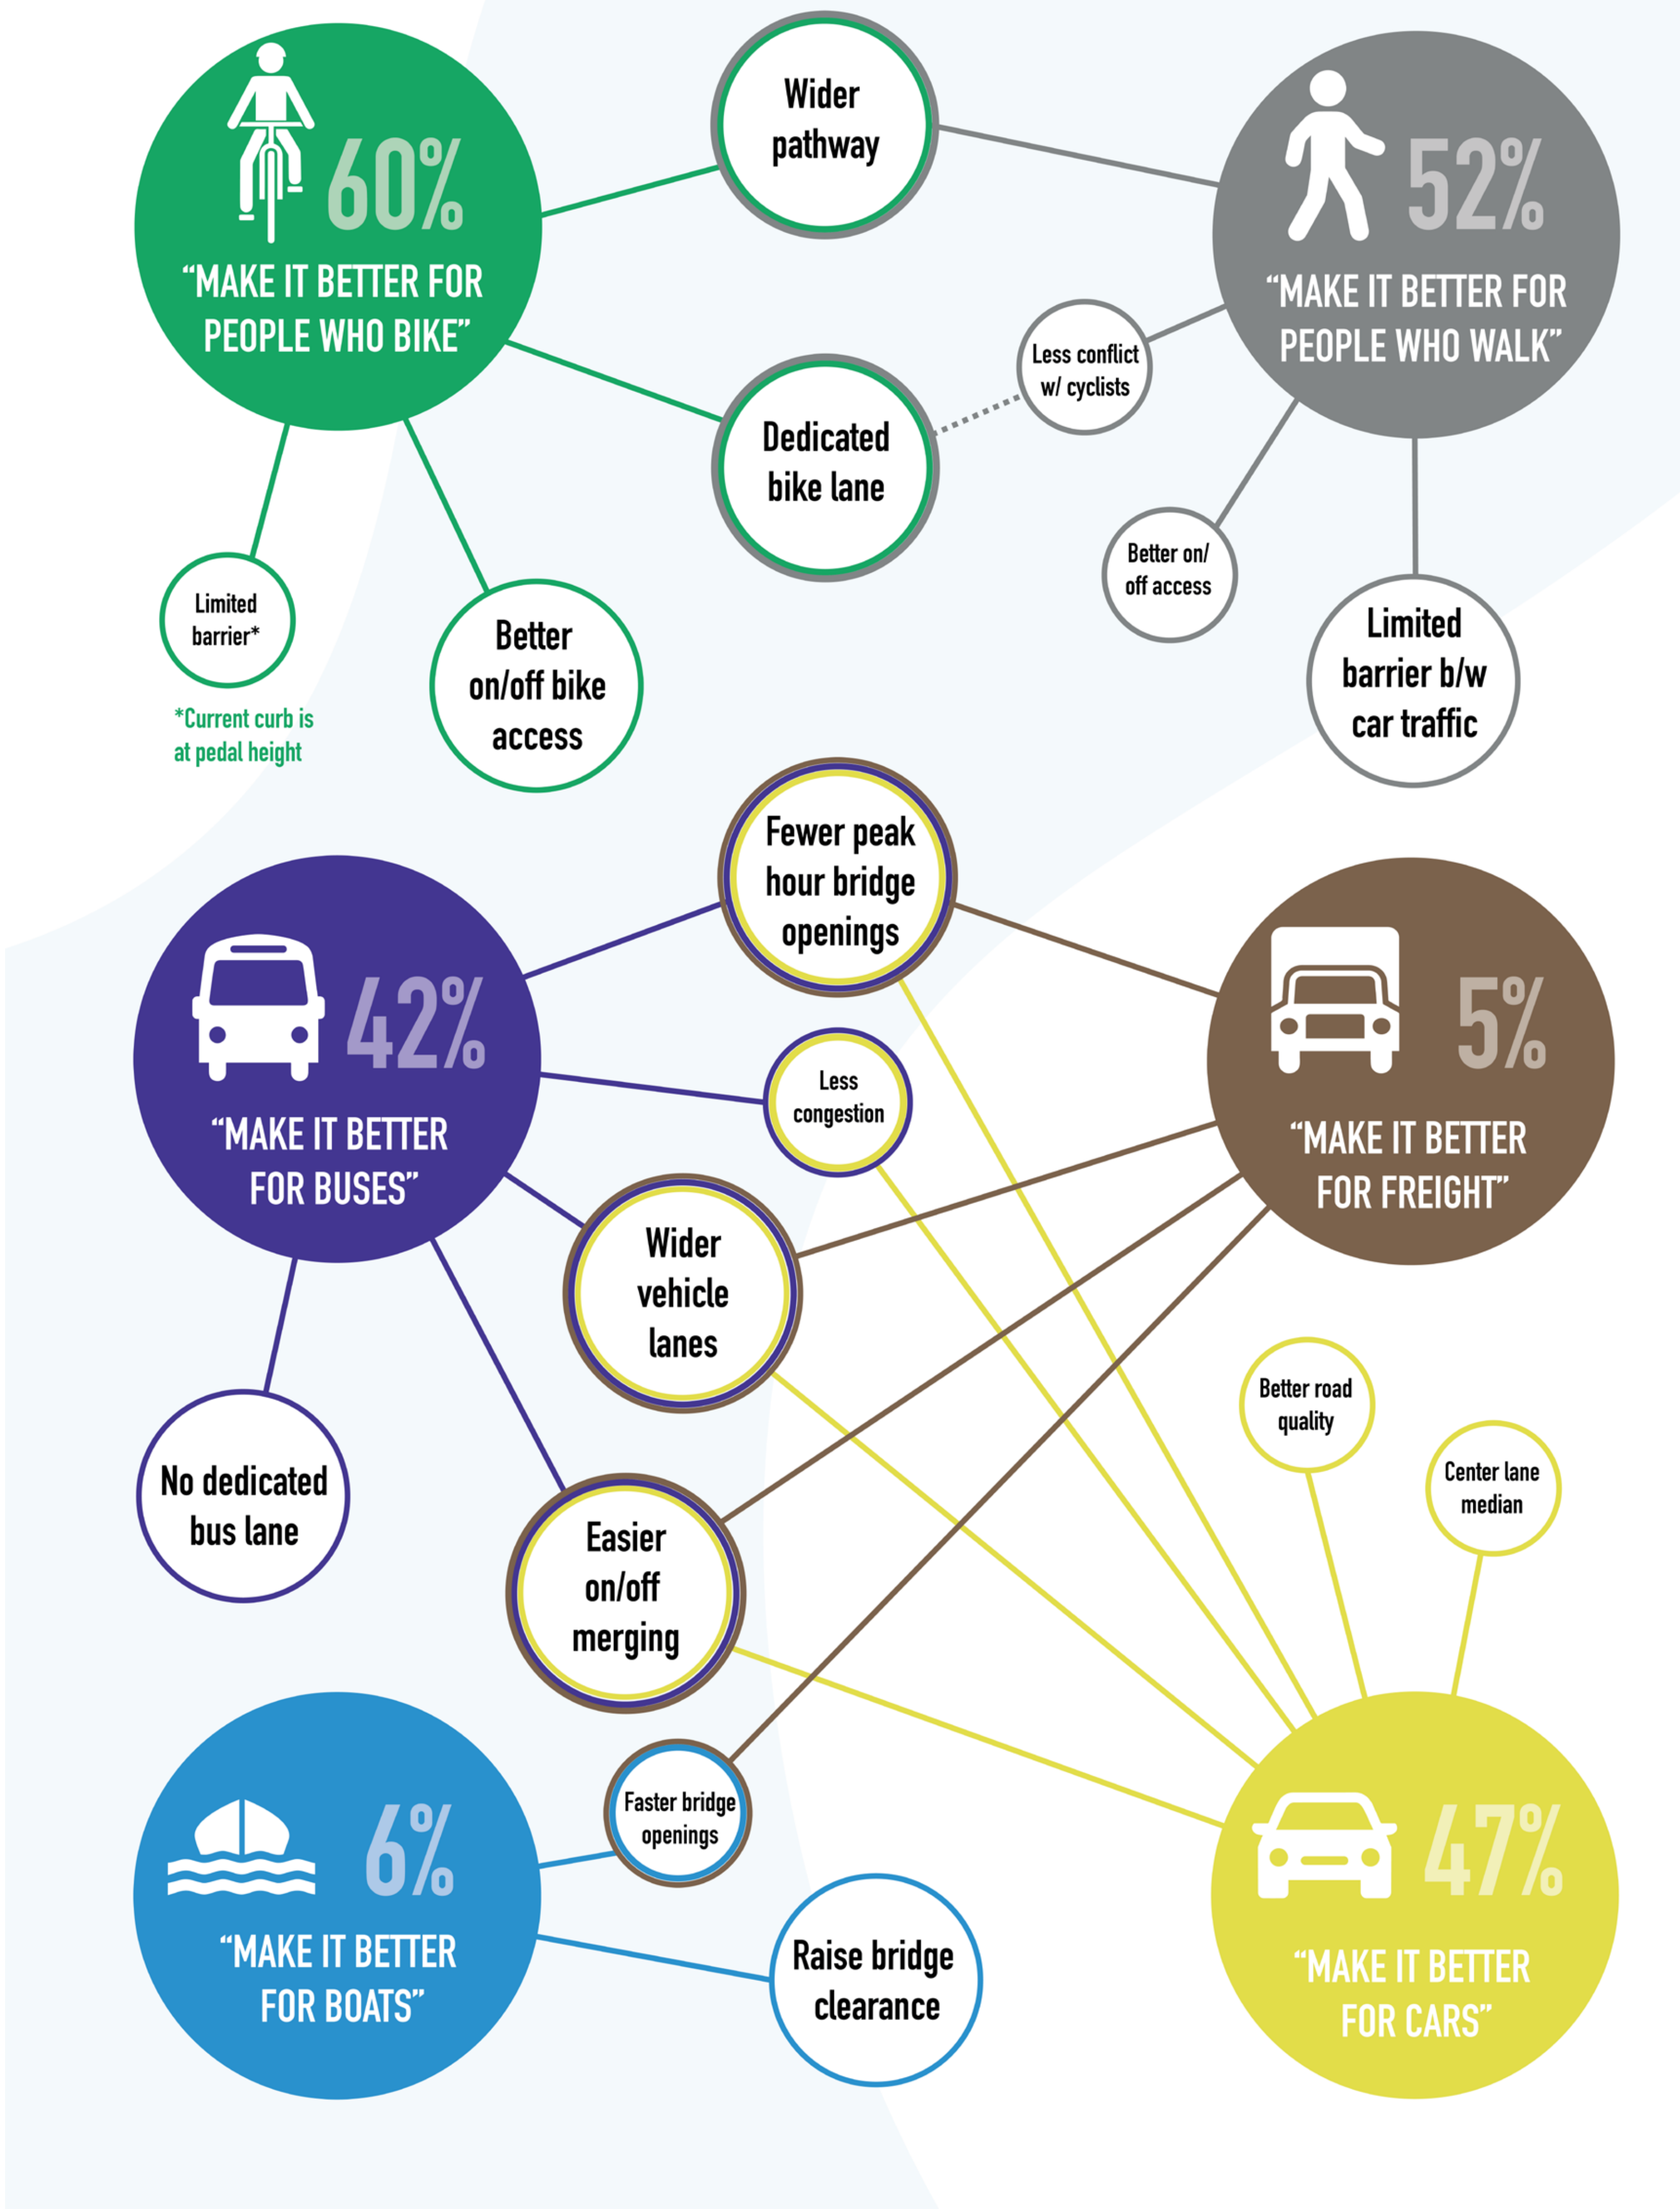 60%
“MAKE IT BETTER FOR
PEOPLE WHO BIKE”
Wider
pathway
52%
“MAKE IT BETTER FOR
PEOPLE WHO WALK”
Less conflict
w/ cyclists
Dedicated
bike lane
Better on/
off access
Limited
barrier*
*Current curb is
at pedal height
Better
on/off bike
access
Limited
barrier b/w
car traffic
Fewer peak
hour bridge
openings
42%
“MAKE IT BETTER
FOR BUSES”
Less
congestion
5%
“MAKE IT BETTER
FOR FREIGHT”
Wider
vehicle
lanes
Better road
quality
Center lane
median
No dedicated
bus lane
Easier
on/off
merging
6%
“MAKE IT BETTER
FOR BOATS”
Faster bridge
openings
Raise bridge
clearance
47%
“MAKE IT BETTER
FOR CARS”